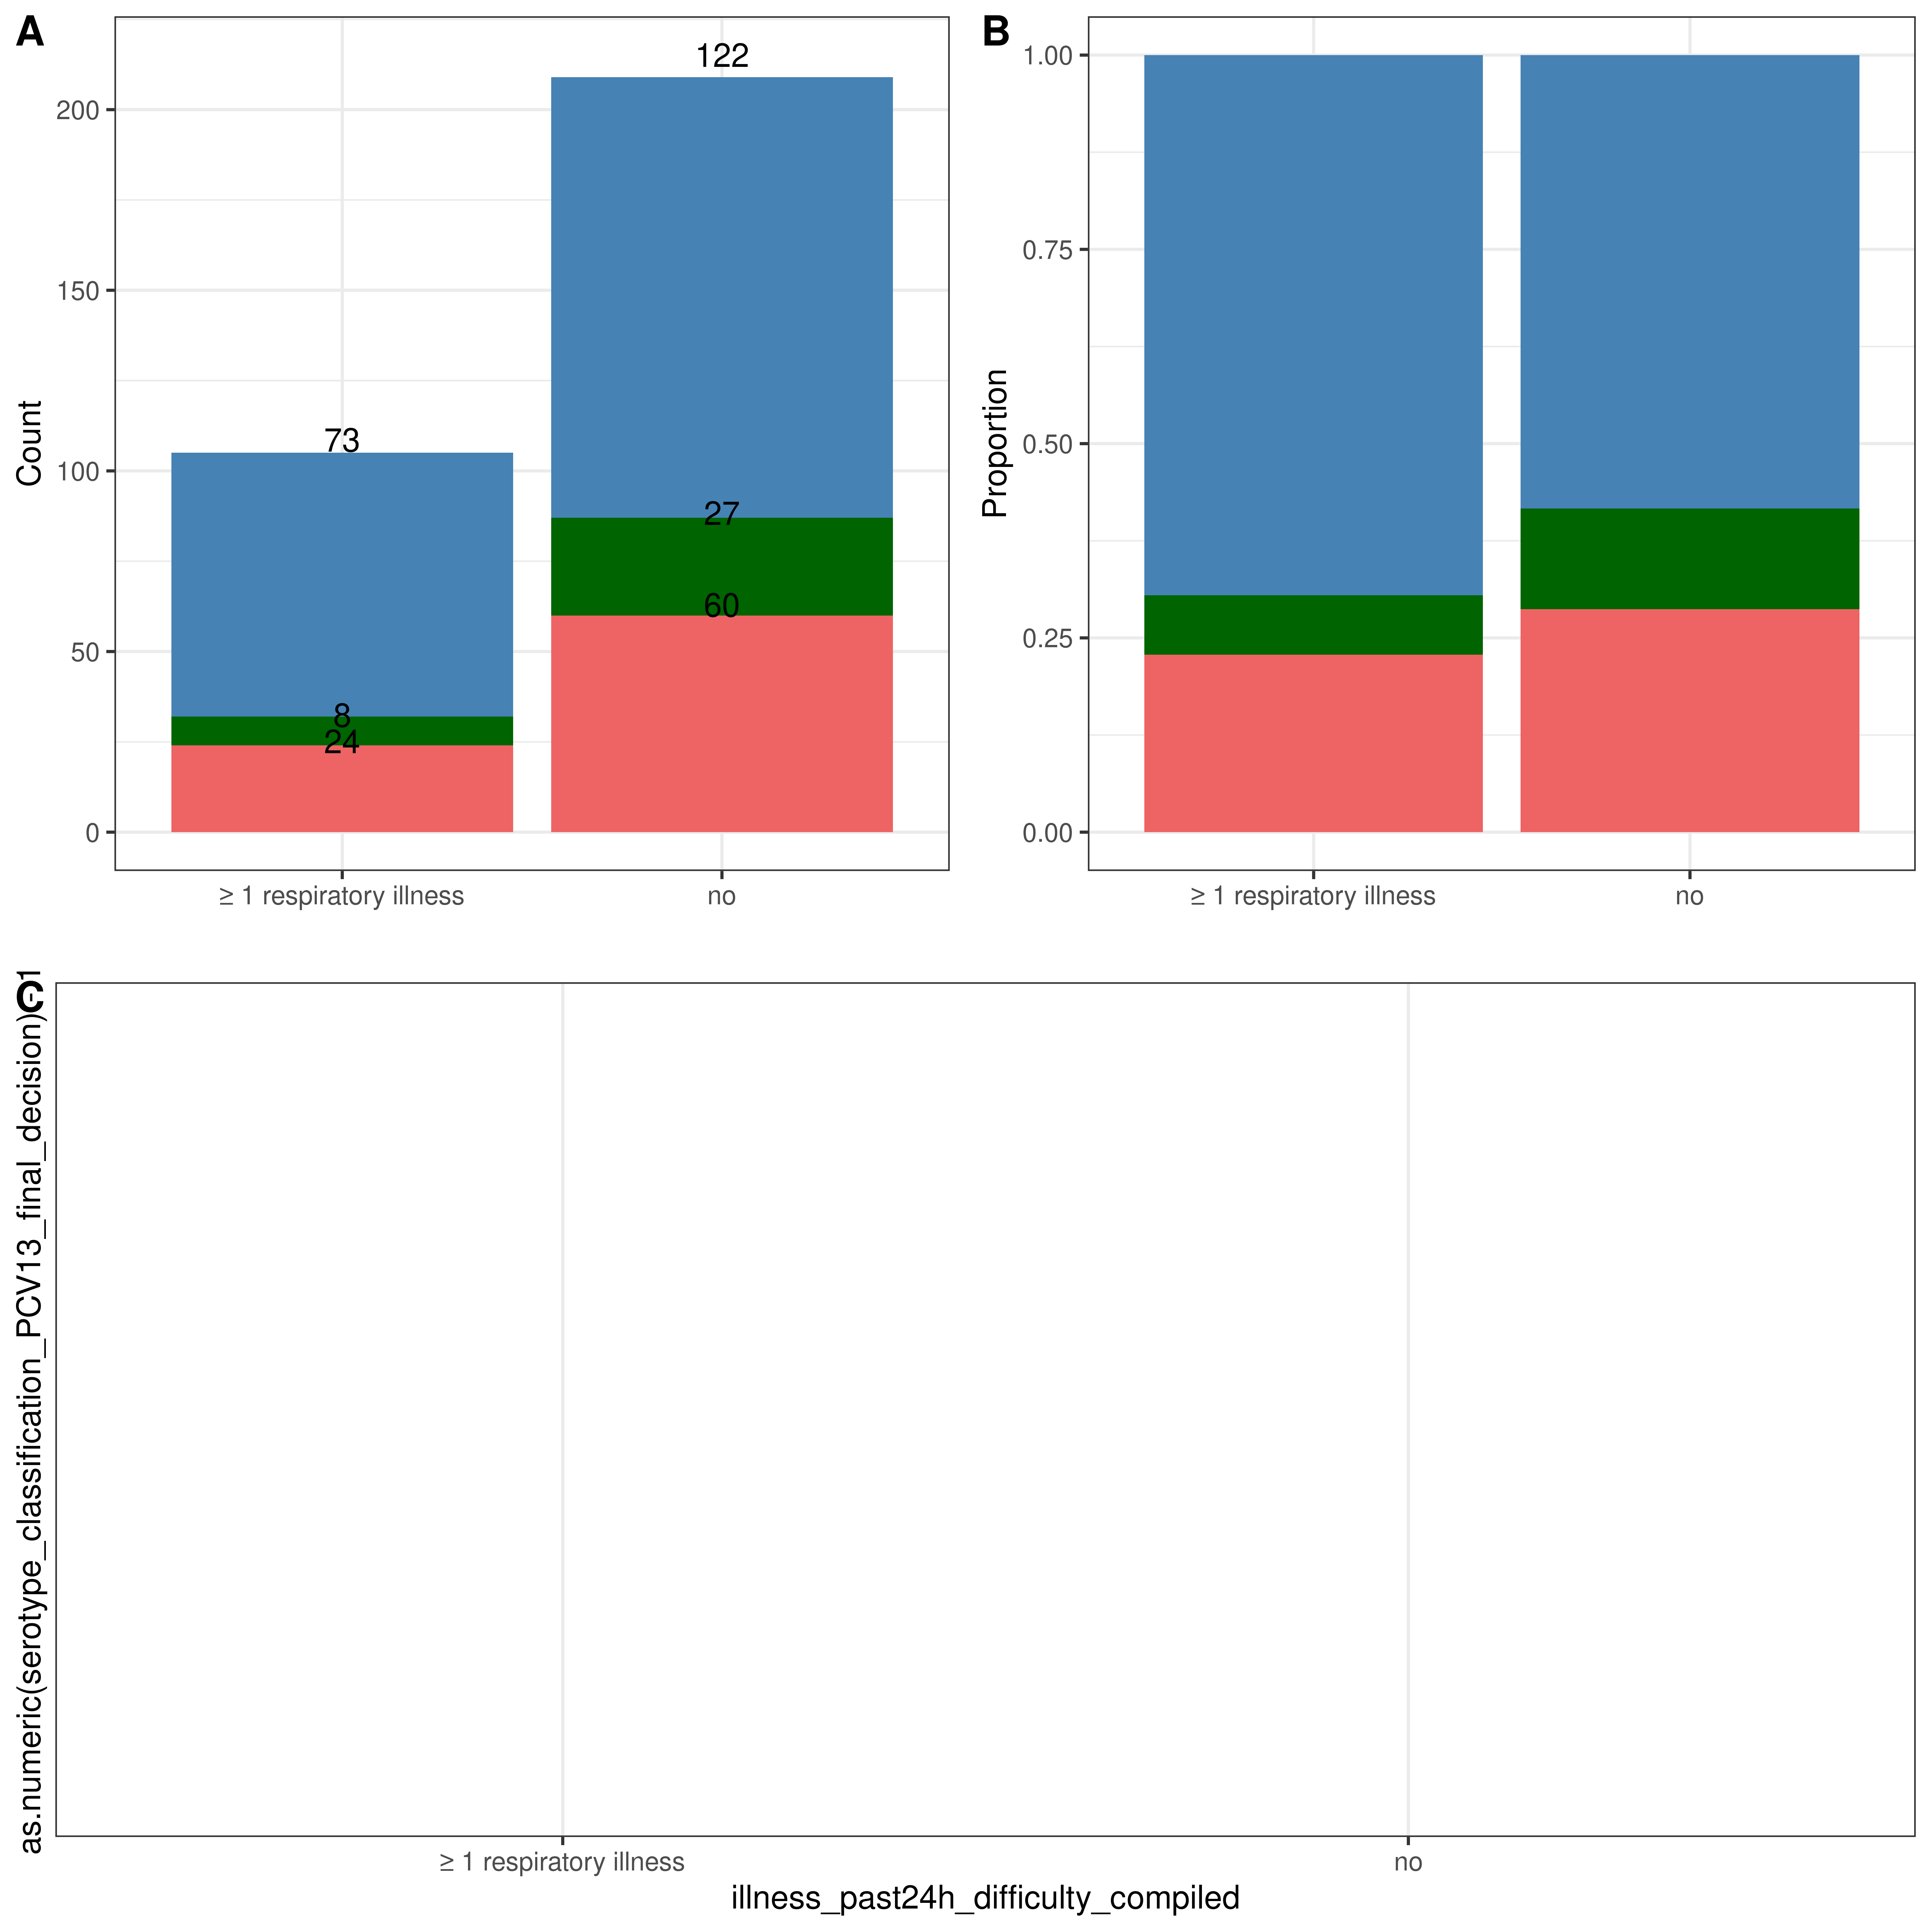 A
Count
200
150
100
50
0
122
73
27
60
8
24
≥ 1 respiratory illness
no
B
Proportion
1.00
0.75
0.50
0.25
0.00
≥ 1 respiratory illness
no
C
as.numeric(serotype_classification_PCV13_final_decision)-1
≥ 1 respiratory illness
no
illness_past24h_difficulty_compiled